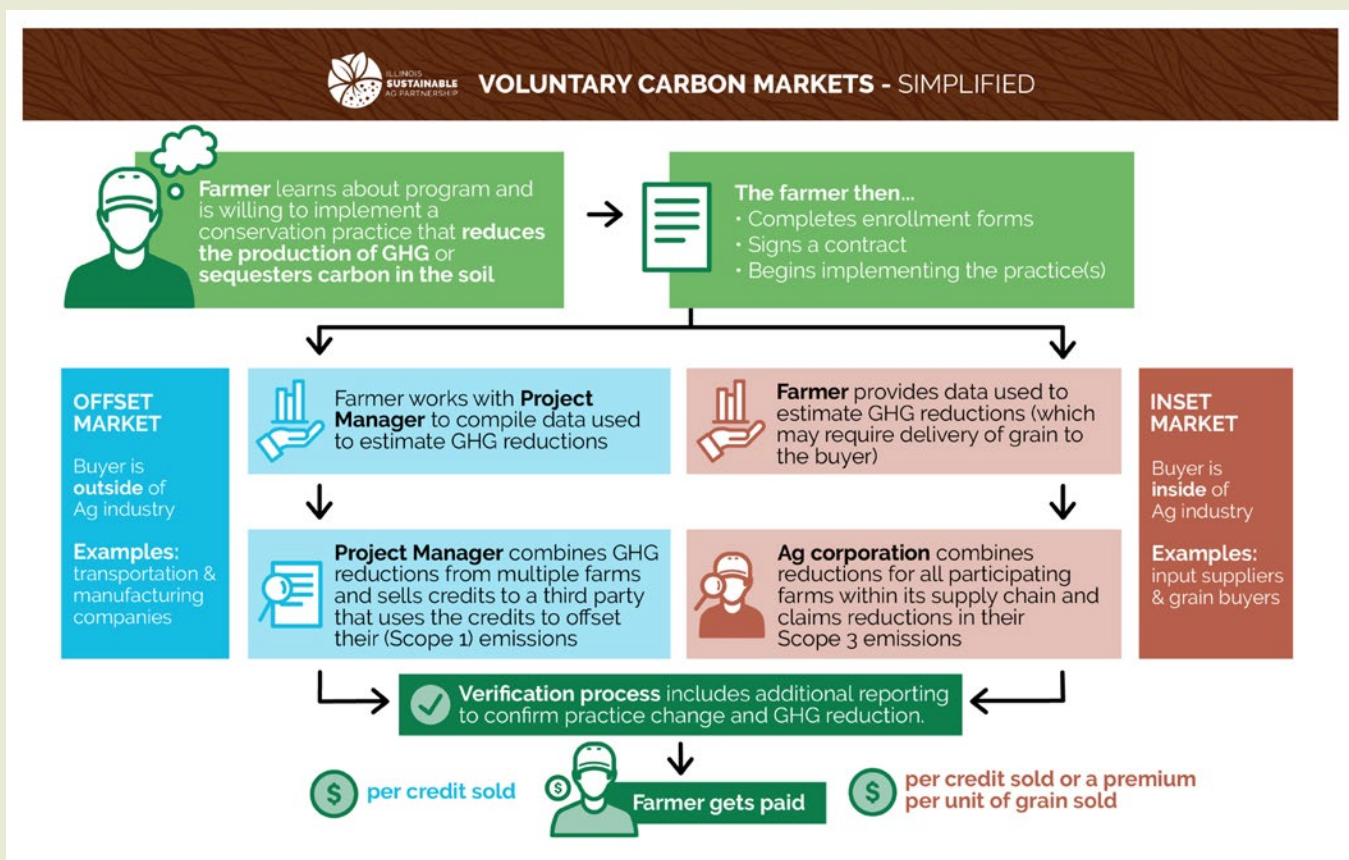 ILLINOIS
SUSTAINABLE
AG PARTNERSHIP
VOLUNTARY CARBON MARKETS - SIMPLIFIED
Farmer learns about program and
is willing to implement a
conservation practice that reduces
the production of GHG or
sequesters carbon in the soil
The farmer then...
• Completes enrollment forms
• Signs a contract
• Begins implementing the practice(s)
OFFSET
MARKET
Buyer is
outside of
Ag industry
Examples:
transportation &
manufacturing
companies
Farmer works with Project
Manager to compile data used
to estimate GHG reductions
Project Manager combines GHG
reductions from multiple farms
and sells credits to a third party
that uses the credits to offset
their (Scope 1) emissions
Farmer provides data used to
estimate GHG reductions (which
may require delivery of grain to
the buyer)
Ag corporation combines
reductions for all participating
farms within its supply chain and
claims reductions in their
Scope 3 emissions
INSET
MARKET
Buyer is
inside of
Ag industry
Examples:
input suppliers
& grain buyers
Verification process includes additional reporting
to confirm practice change and GHG reduction.
$
per credit sold
$
Farmer gets paid
$
per credit sold or a premium
per unit of grain sold